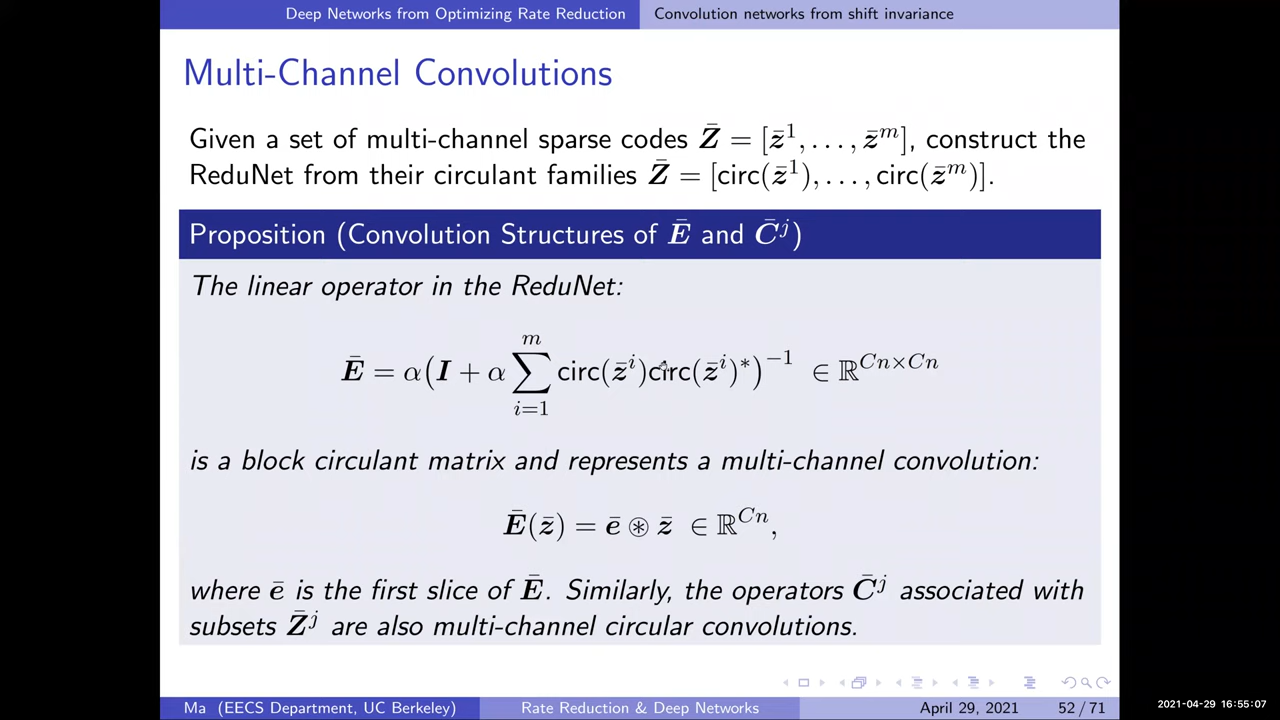 Deep Networks from Optimizing Rate Reduction Convolution networks from shift invariance
Multi-Channel Convolutions
Given a set of multi-channel sparse codes Z̄ = [z̄¹, . . . , z̄ᵐ], construct the
ReduNet from their circulant families Z̄ = [circ(z̄¹), . . . , circ(z̄ᵐ)].
Proposition (Convolution Structures of Ē and C̄ʲ)
The linear operator in the ReduNet:
Ē = α(I + α ∑_{i=1}^{m} circ(z̄ⁱ)circ(z̄ⁱ)*)⁻¹ ∈ ℝ^{Cn×Cn}
is a block circulant matrix and represents a multi-channel convolution:
Ē(z̄) = ē ⊛ z̄ ∈ ℝ^{Cn},
where ē is the first slice of Ē. Similarly, the operators C̄ʲ associated with
subsets Z̄ʲ are also multi-channel circular convolutions.
Ma (EECS Department, UC Berkeley) Rate Reduction & Deep Networks April 29, 2021 52 / 71
2021-04-29 16:55:07